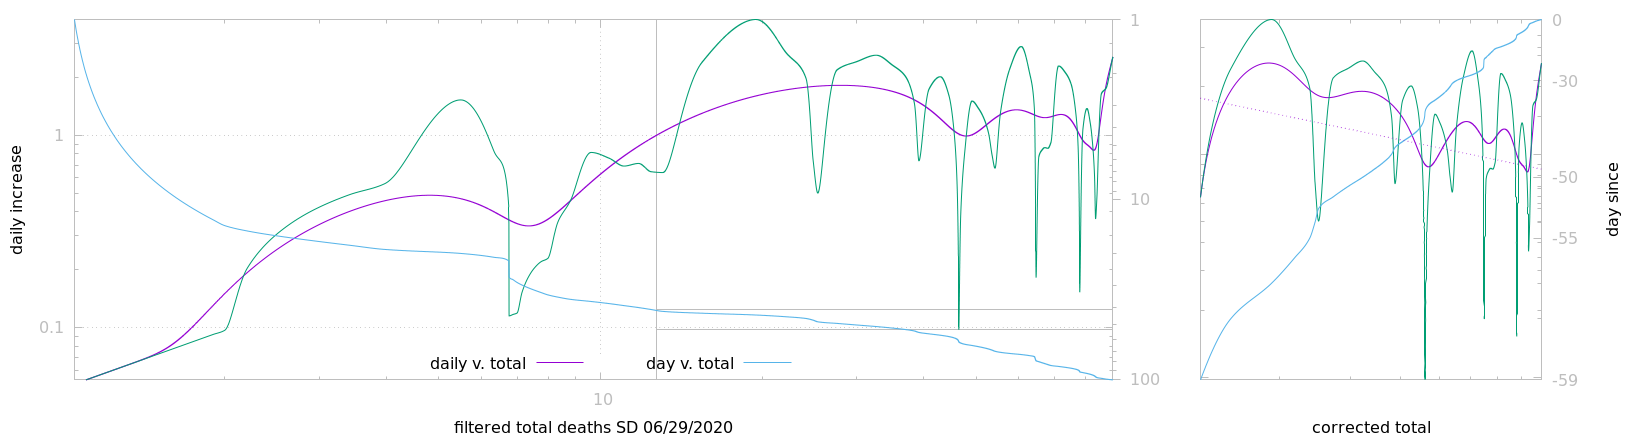 daily increase
1
0.1
daily v. total
day v. total
10
filtered total deaths SD 06/29/2020
1
10
100
0
-30
-50
-55
-59
day since
corrected total